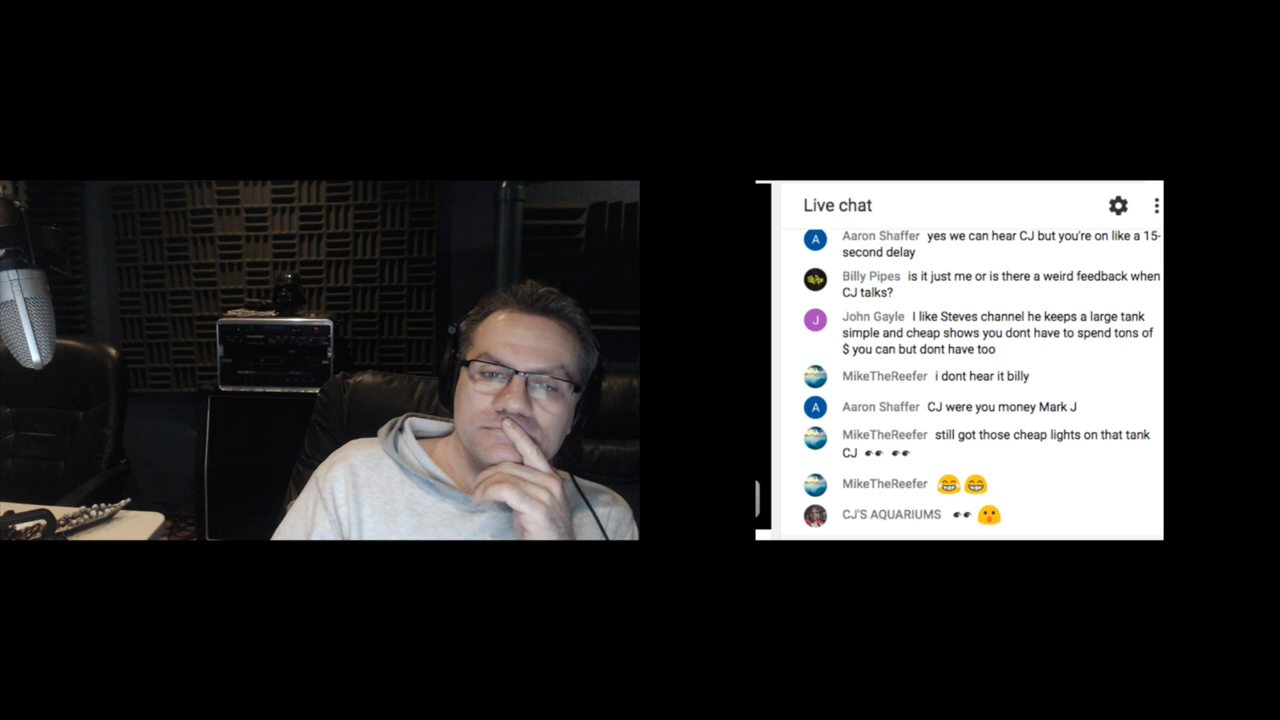 Live chat
A Aaron Shaffer yes we can hear CJ but you're on like a 15-
second delay
Billy Pipes is it just me or is there a weird feedback when
CJ talks?
J John Gayle I like Steves channel he keeps a large tank
simple and cheap shows you dont have to spend tons of
$ you can but dont have too
MikeTheReefer i dont hear it billy
A Aaron Shaffer CJ were you money Mark J
MikeTheReefer still got those cheap lights on that tank
CJ 👀 👀
MikeTheReefer 😂😂
CJ'S AQUARIUMS 👀😮